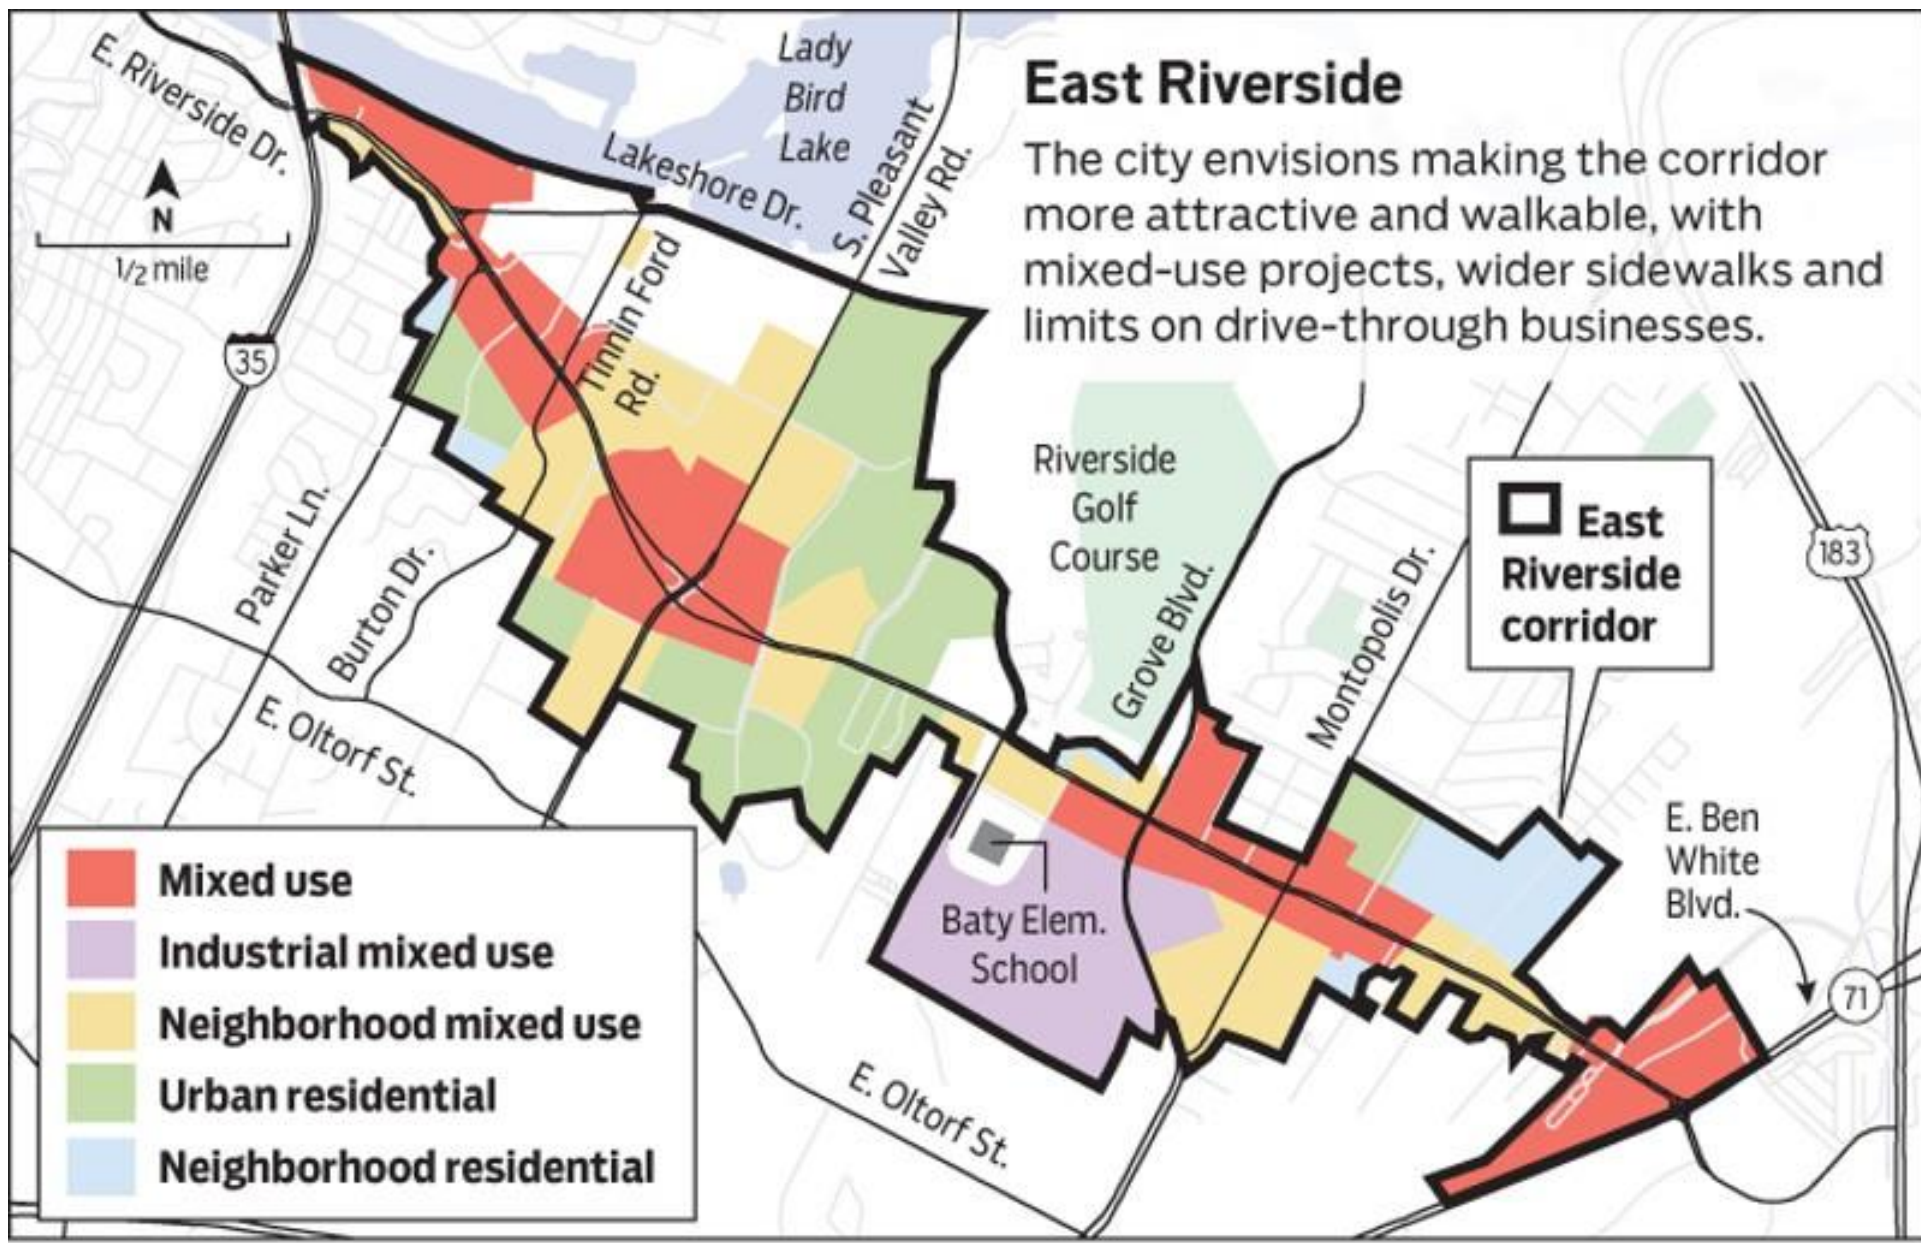 East Riverside
The city envisions making the corridor
more attractive and walkable, with
mixed-use projects, wider sidewalks and
limits on drive-through businesses.
E. Riverside Dr.
N
1/2 mile
35
Lady
Bird
Lake
Lakeshore Dr.
S. Pleasant
Valley Rd.
Tinnin Ford
Rd.
Parker Ln.
Burton Dr.
E. Oltorf St.
Riverside
Golf
Course
Grove Blvd.
Montopolis Dr.
East
Riverside
corridor
183
E. Ben
White
Blvd.
71
Baty Elem.
School
E. Oltorf St.
Mixed use
Industrial mixed use
Neighborhood mixed use
Urban residential
Neighborhood residential